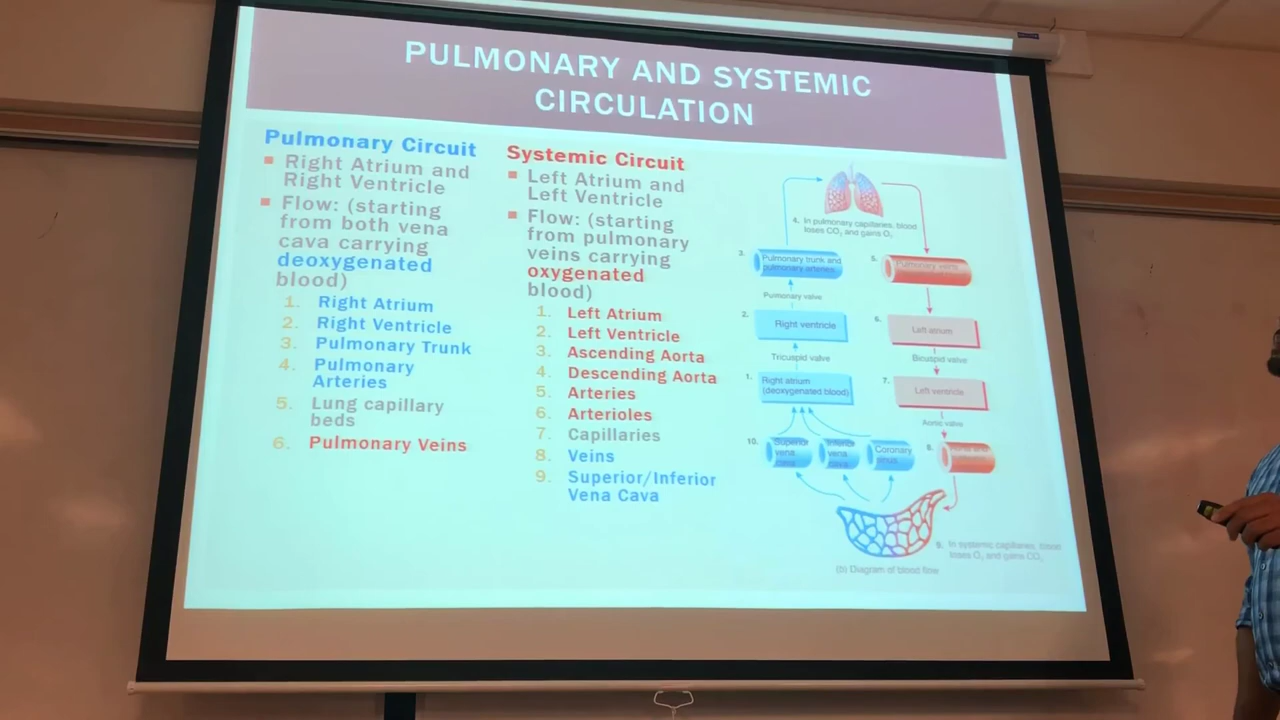 PULMONARY AND SYSTEMIC
CIRCULATION
Pulmonary Circuit
Right Atrium and
Right Ventricle
Flow: (starting
from both vena
cava carrying
deoxygenated
blood)
1. Right Atrium
2. Right Ventricle
3. Pulmonary Trunk
4. Pulmonary
Arteries
5. Lung capillary
beds
6. Pulmonary Veins
Systemic Circuit
Left Atrium and
Left Ventricle
Flow: (starting
from pulmonary
veins carrying
oxygenated
blood)
1. Left Atrium
2. Left Ventricle
3. Ascending Aorta
4. Descending Aorta
5. Arteries
6. Arterioles
7. Capillaries
8. Veins
9. Superior/Inferior
Vena Cava
4. In pulmonary capillaries, blood
loses CO2 and gains O2
3. Pulmonary trunk and
pulmonary arteries
5. Pulmonary veins
Pulmonary valve
2. Right ventricle
6. Left atrium
Tricuspid valve
Bicuspid valve
1. Right atrium
(deoxygenated blood)
7. Left ventricle
Aortic valve
10. Superior
vena
cava
Inferior
vena
cava
Coronary
sinus
8.
9. In systemic capillaries, blood
loses O2 and gains CO2
(b) Diagram of blood flow